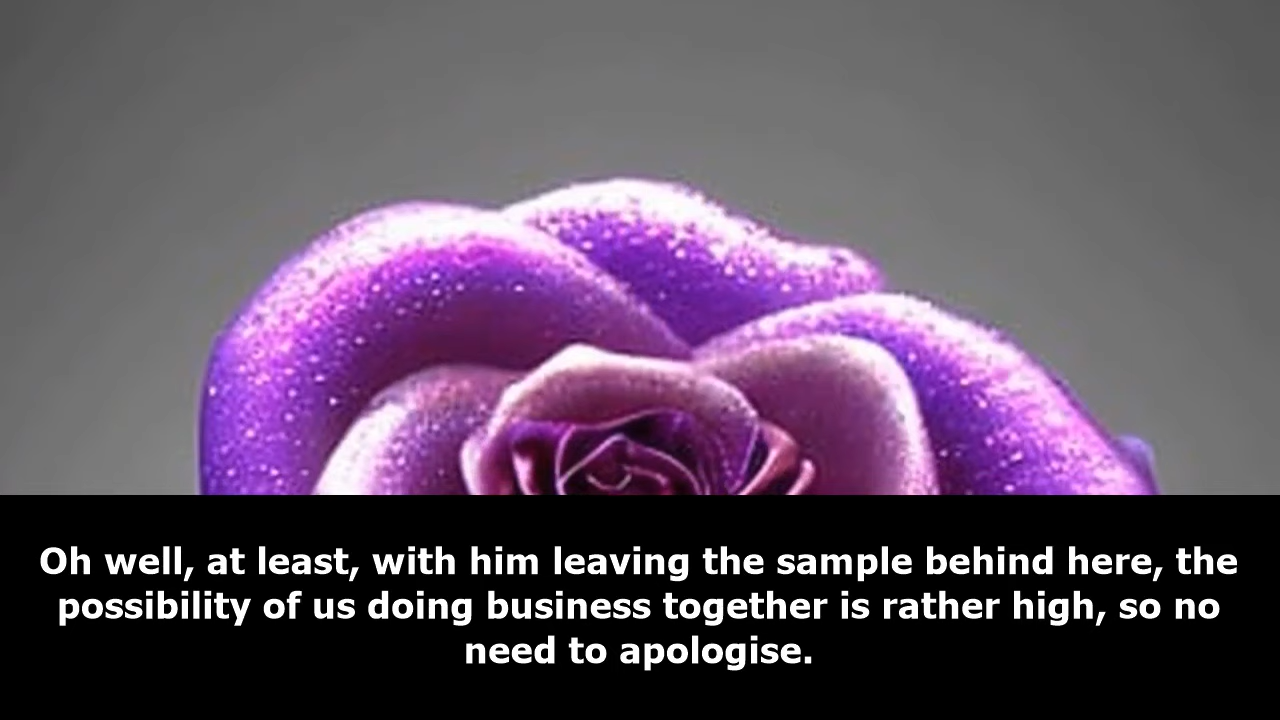 Oh well, at least, with him leaving the sample behind here, the
possibility of us doing business together is rather high, so no
need to apologise.